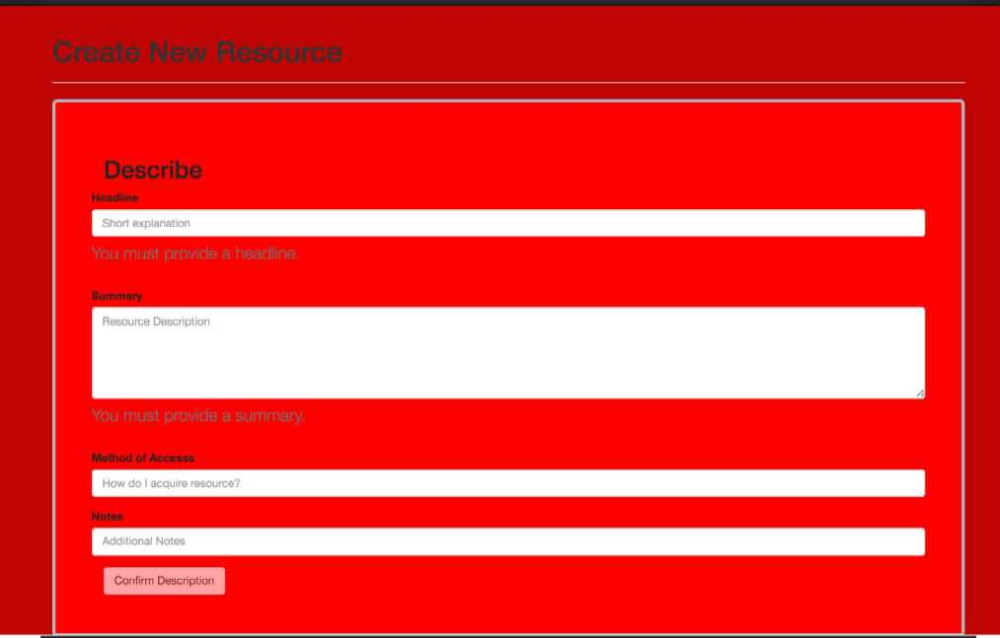 Create New Resource
Describe
Headline
Short explanation
You must provide a headline.
Summary
Resource Description
You must provide a summary.
Method of Accesss
How do I acquire resource?
Notes
Additional Notes
Confirm Description